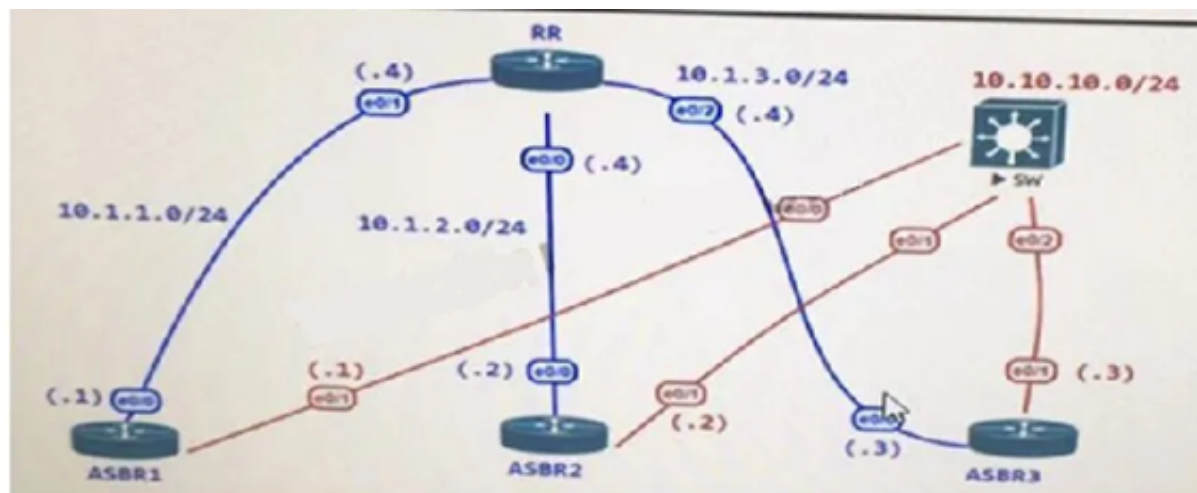 RR
(.4)
e0/1
10.1.3.0/24
e0/2
(.4)
10.10.10.0/24
e0/0
(.4)
SW
10.1.1.0/24
10.1.2.0/24
e0/0
e0/1
e0/2
(.1)
e0/1
(.2)
e0/0
e0/1
(.2)
e0/1
(.3)
(.1)
e0/0
(.3)
ASBR1
ASBR2
ASBR3